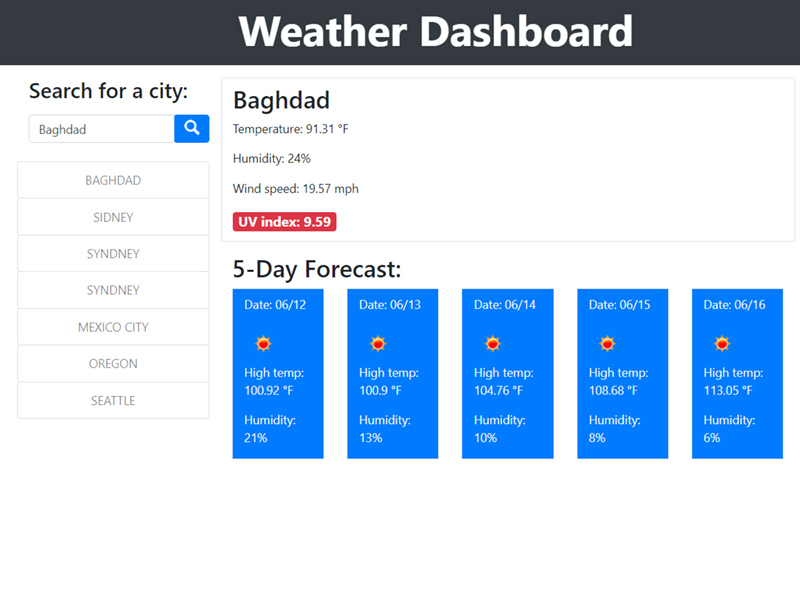 Weather Dashboard
Search for a city:
Baghdad
BAGHDAD
SIDNEY
SYNDNEY
SYNDNEY
MEXICO CITY
OREGON
SEATTLE
Baghdad
Temperature: 91.31 °F
Humidity: 24%
Wind speed: 19.57 mph
UV index: 9.59
5-Day Forecast:
Date: 06/12
High temp:
100.92 °F
Humidity:
21%
Date: 06/13
High temp:
100.9 °F
Humidity:
13%
Date: 06/14
High temp:
104.76 °F
Humidity:
10%
Date: 06/15
High temp:
108.68 °F
Humidity:
8%
Date: 06/16
High temp:
113.05 °F
Humidity:
6%